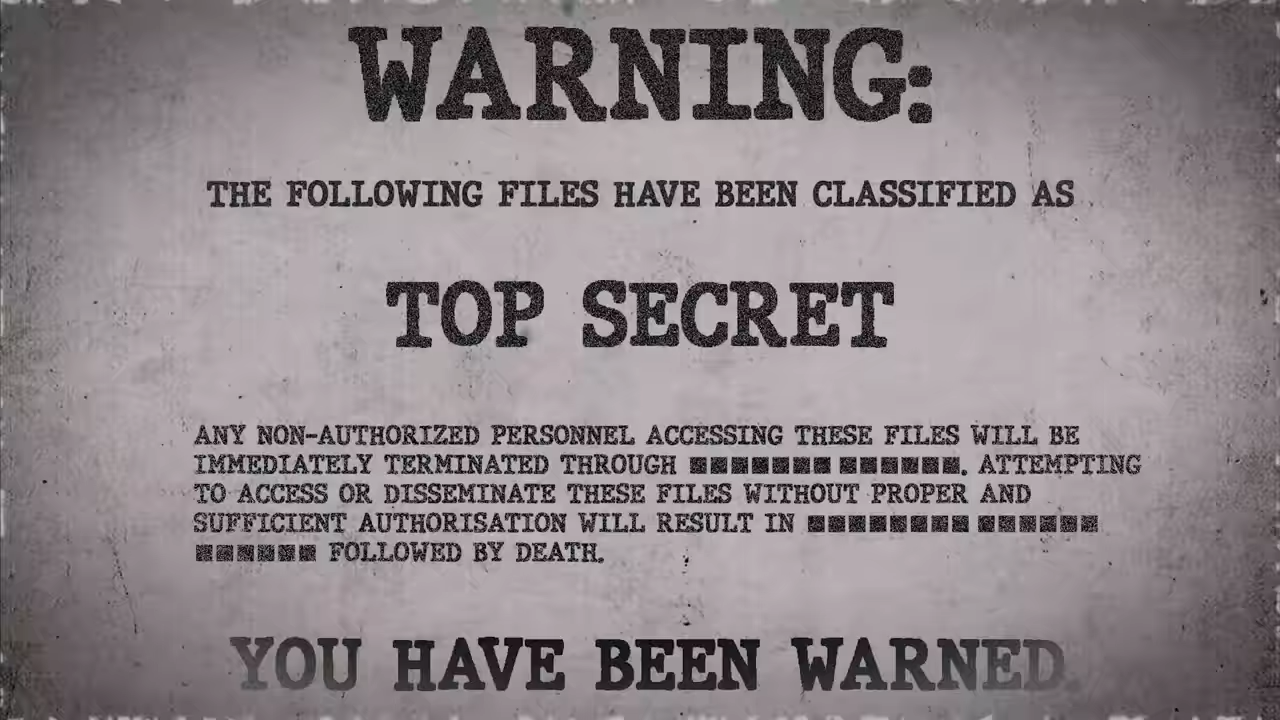 WARNING:
THE FOLLOWING FILES HAVE BEEN CLASSIFIED AS
TOP SECRET
ANY NON-AUTHORIZED PERSONNEL ACCESSING THESE FILES WILL BE
IMMEDIATELY TERMINATED THROUGH ■■■■■■■ ■■■■■■. ATTEMPTING
TO ACCESS OR DISSEMINATE THESE FILES WITHOUT PROPER AND
SUFFICIENT AUTHORISATION WILL RESULT IN ■■■■■■■■ ■■■■■■
■■■■■■ FOLLOWED BY DEATH.
YOU HAVE BEEN WARNED.